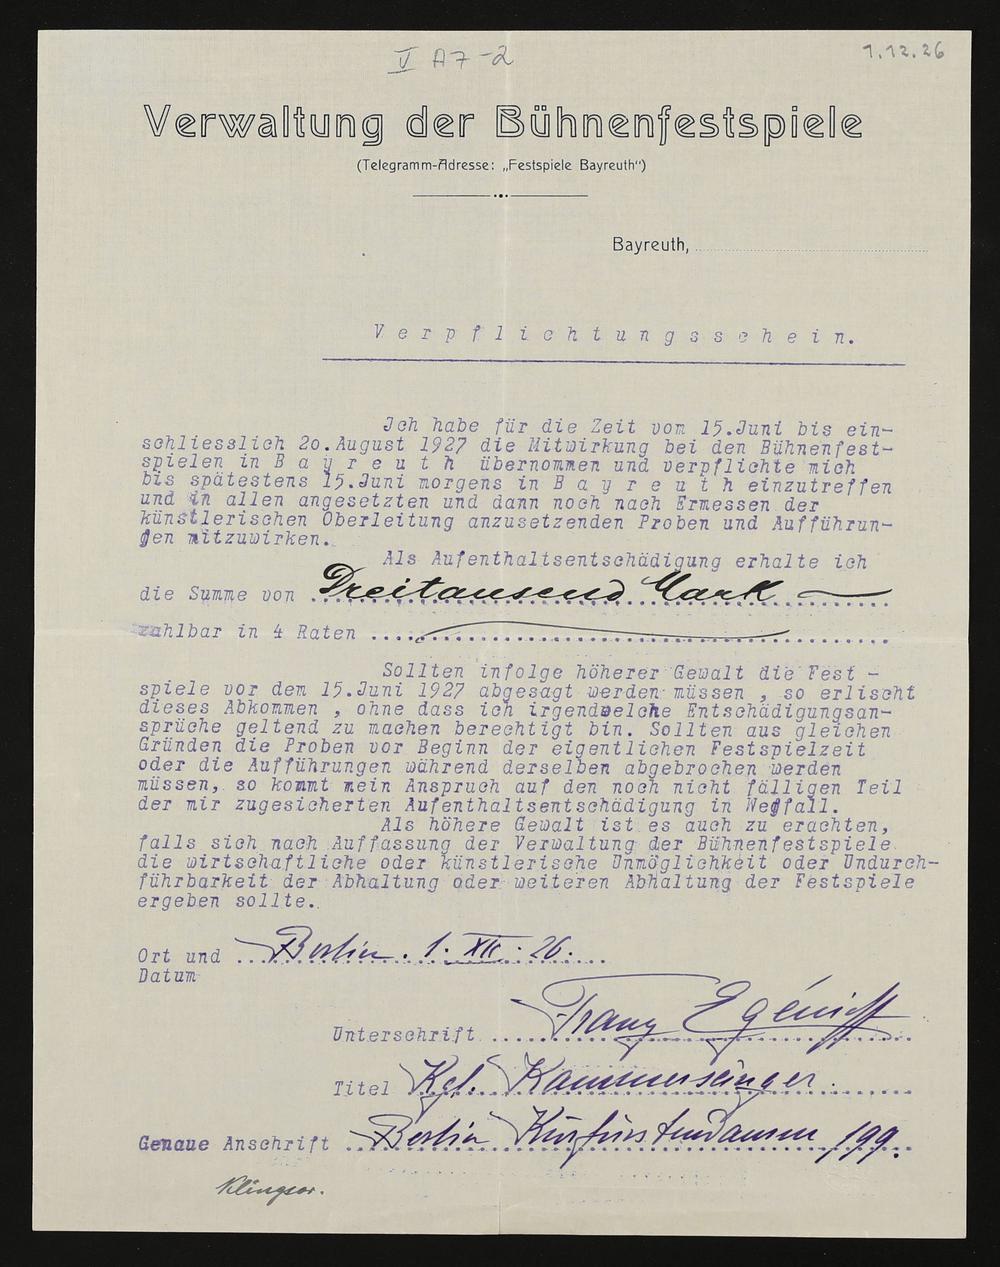 V A7-2
1.12.26
Verwaltung der Bühnenfestspiele
(Telegramm-Adresse: „Festspiele Bayreuth“)
Bayreuth,
Verpflichtungsschein.
Ich habe für die Zeit vom 15.Juni bis ein-
schliesslich 2o.August 1927 die Mitwirkung bei den Bühnenfest-
spielen in B a y r e u t h übernommen und verpflichte mich
bis spätestens 15.Juni morgens in B a y r e u t h einzutreffen
und in allen angesetzten und dann noch nach Ermessen der
künstlerischen Oberleitung anzusetzenden Proben und Aufführun-
gen mitzuwirken.
Als Aufenthaltsentschädigung erhalte ich
die Summe von Dreitausend Mark
zahlbar in 4 Raten
Sollten infolge höherer Gewalt die Fest -
spiele vor dem 15.Juni 1927 abgesagt werden müssen , so erlischt
dieses Abkommen , ohne dass ich irgendwelche Entschädigungsan-
sprüche geltend zu machen berechtigt bin. Sollten aus gleichen
Gründen die Proben vor Beginn der eigentlichen Festspielzeit
oder die Aufführungen während derselben abgebrochen werden
müssen, so kommt mein Anspruch auf den noch nicht fälligen Teil
der mir zugesicherten Aufenthaltsentschädigung in Wegfall.
Als höhere Gewalt ist es auch zu erachten,
falls sich nach Auffassung der Verwaltung der Bühnenfestspiele
die wirtschaftliche oder künstlerische Unmöglichkeit oder Undurch-
führbarkeit der Abhaltung oder weiteren Abhaltung der Festspiele
ergeben sollte.
Ort und Berlin. 1. XII. 26.
Datum
Unterschrift Franz Egénieff
Titel Kgl. Kammersänger.
Genaue Anschrift Berlin Kurfürstendamm 199.
Klingsor.